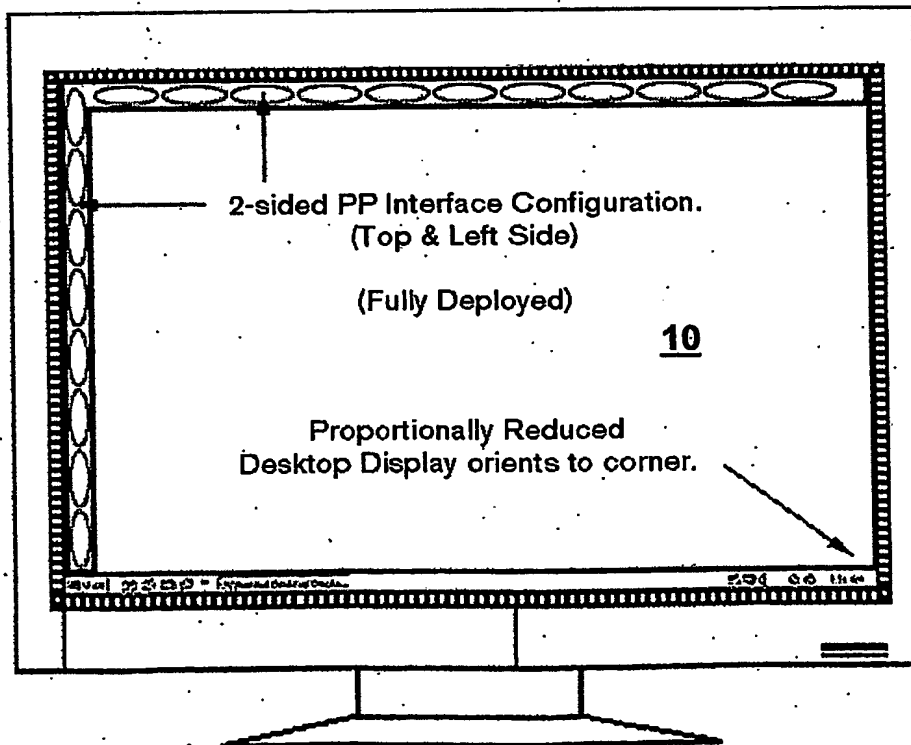 2-sided PP Interface Configuration.
(Top & Left Side)
(Fully Deployed)
10
Proportionally Reduced
Desktop Display orients to corner.